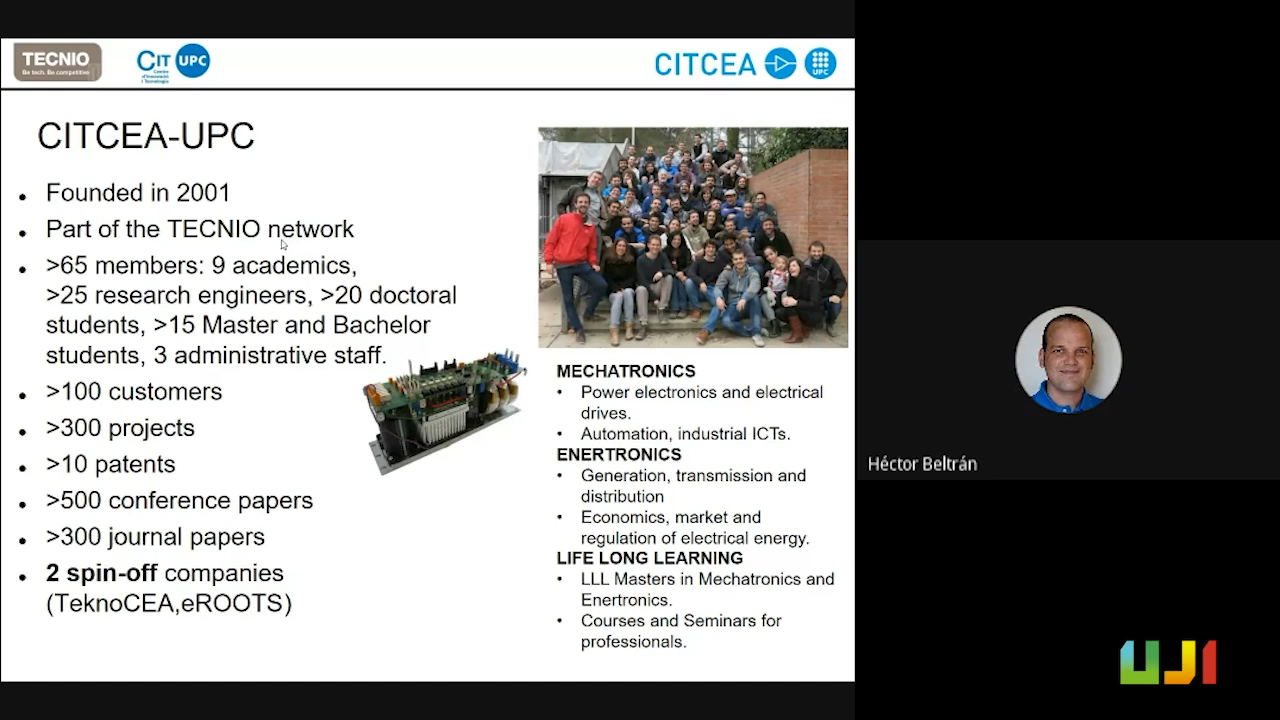 TECNIO
Be tech. Be competitive
CIT UPC
Centre
d'Innovació
i Tecnologia
CITCEA
UPC
CITCEA-UPC
• Founded in 2001
• Part of the TECNIO network
• >65 members: 9 academics,
>25 research engineers, >20 doctoral
students, >15 Master and Bachelor
students, 3 administrative staff.
• >100 customers
• >300 projects
• >10 patents
• >500 conference papers
• >300 journal papers
• 2 spin-off companies
(TeknoCEA,eROOTS)
MECHATRONICS
• Power electronics and electrical
drives.
• Automation, industrial ICTs.
ENERTRONICS
• Generation, transmission and
distribution
• Economics, market and
regulation of electrical energy.
LIFE LONG LEARNING
• LLL Masters in Mechatronics and
Enertronics.
• Courses and Seminars for
professionals.
Héctor Beltrán
UJI